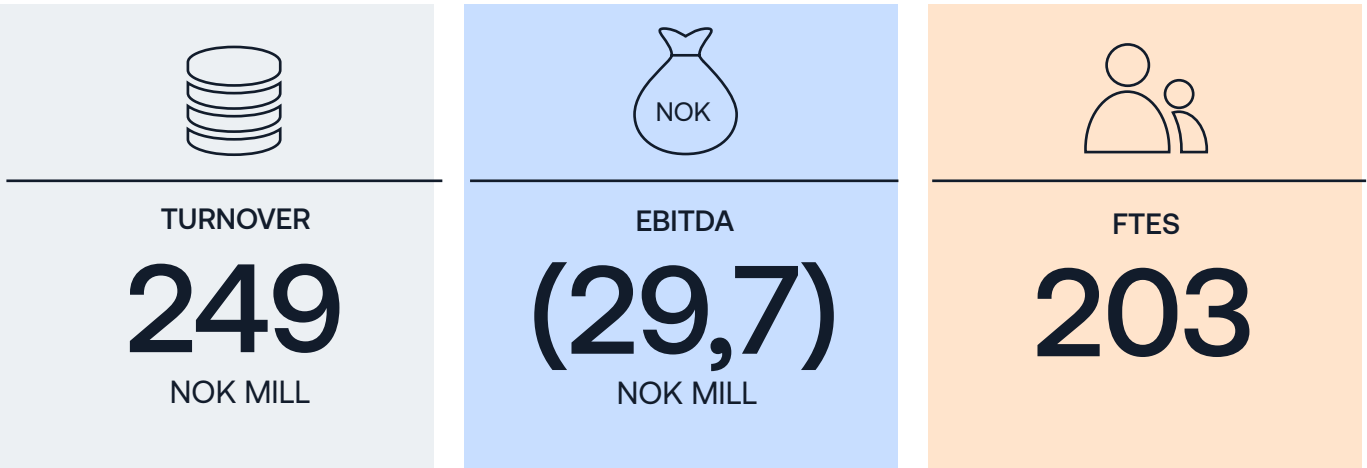 TURNOVER
249
NOK MILL
NOK
EBITDA
(29,7)
NOK MILL
FTES
203